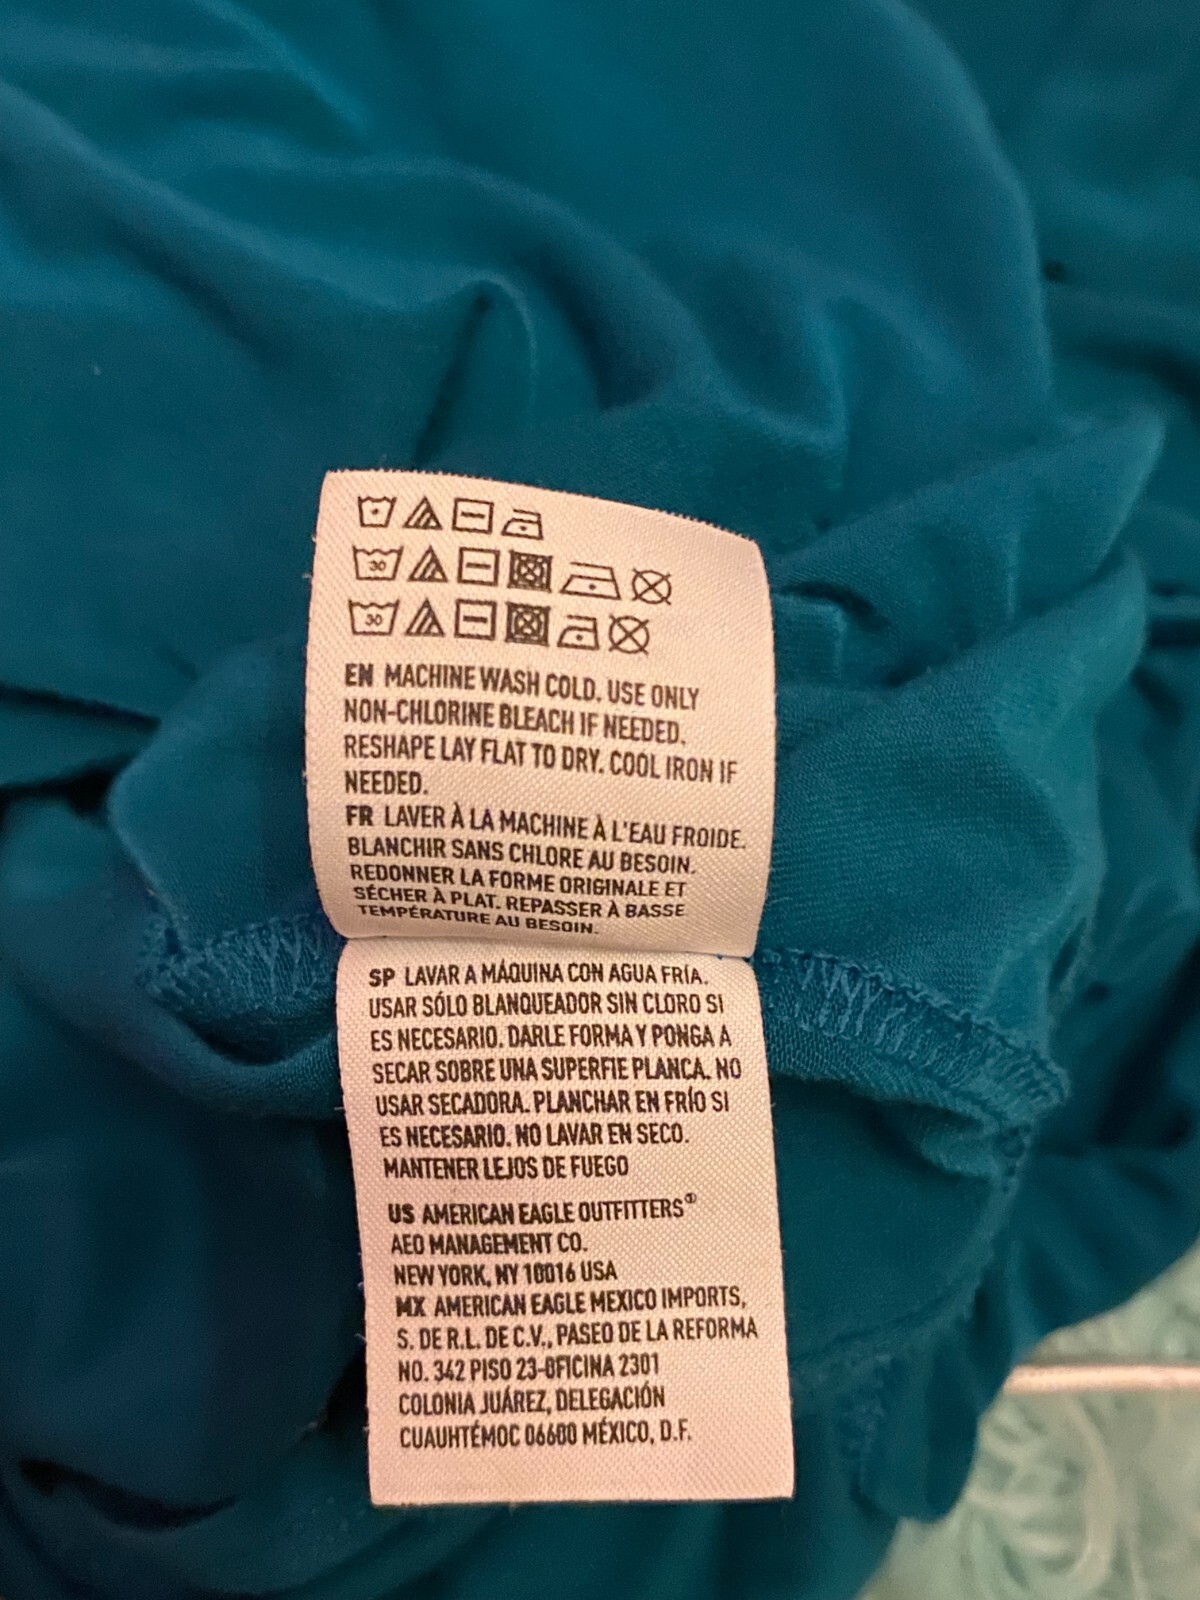 30
30
EN MACHINE WASH COLD. USE ONLY
NON-CHLORINE BLEACH IF NEEDED.
RESHAPE LAY FLAT TO DRY. COOL IRON IF
NEEDED.
FR LAVER À LA MACHINE À L'EAU FROIDE.
BLANCHIR SANS CHLORE AU BESOIN.
REDONNER LA FORME ORIGINALE ET
SÉCHER À PLAT. REPASSER À BASSE
TEMPÉRATURE AU BESOIN.
SP LAVAR A MÁQUINA CON AGUA FRÍA.
USAR SÓLO BLANQUEADOR SIN CLORO SI
ES NECESARIO. DARLE FORMA Y PONGA A
SECAR SOBRE UNA SUPERFIE PLANCA. NO
USAR SECADORA. PLANCHAR EN FRÍO SI
ES NECESARIO. NO LAVAR EN SECO.
MANTENER LEJOS DE FUEGO
US AMERICAN EAGLE OUTFITTERS®
AEO MANAGEMENT CO.
NEW YORK, NY 10016 USA
MX AMERICAN EAGLE MEXICO IMPORTS,
S. DE R.L. DE C.V., PASEO DE LA REFORMA
NO. 342 PISO 23-OFICINA 2301
COLONIA JUÁREZ, DELEGACIÓN
CUAUHTÉMOC 06600 MÉXICO, D.F.